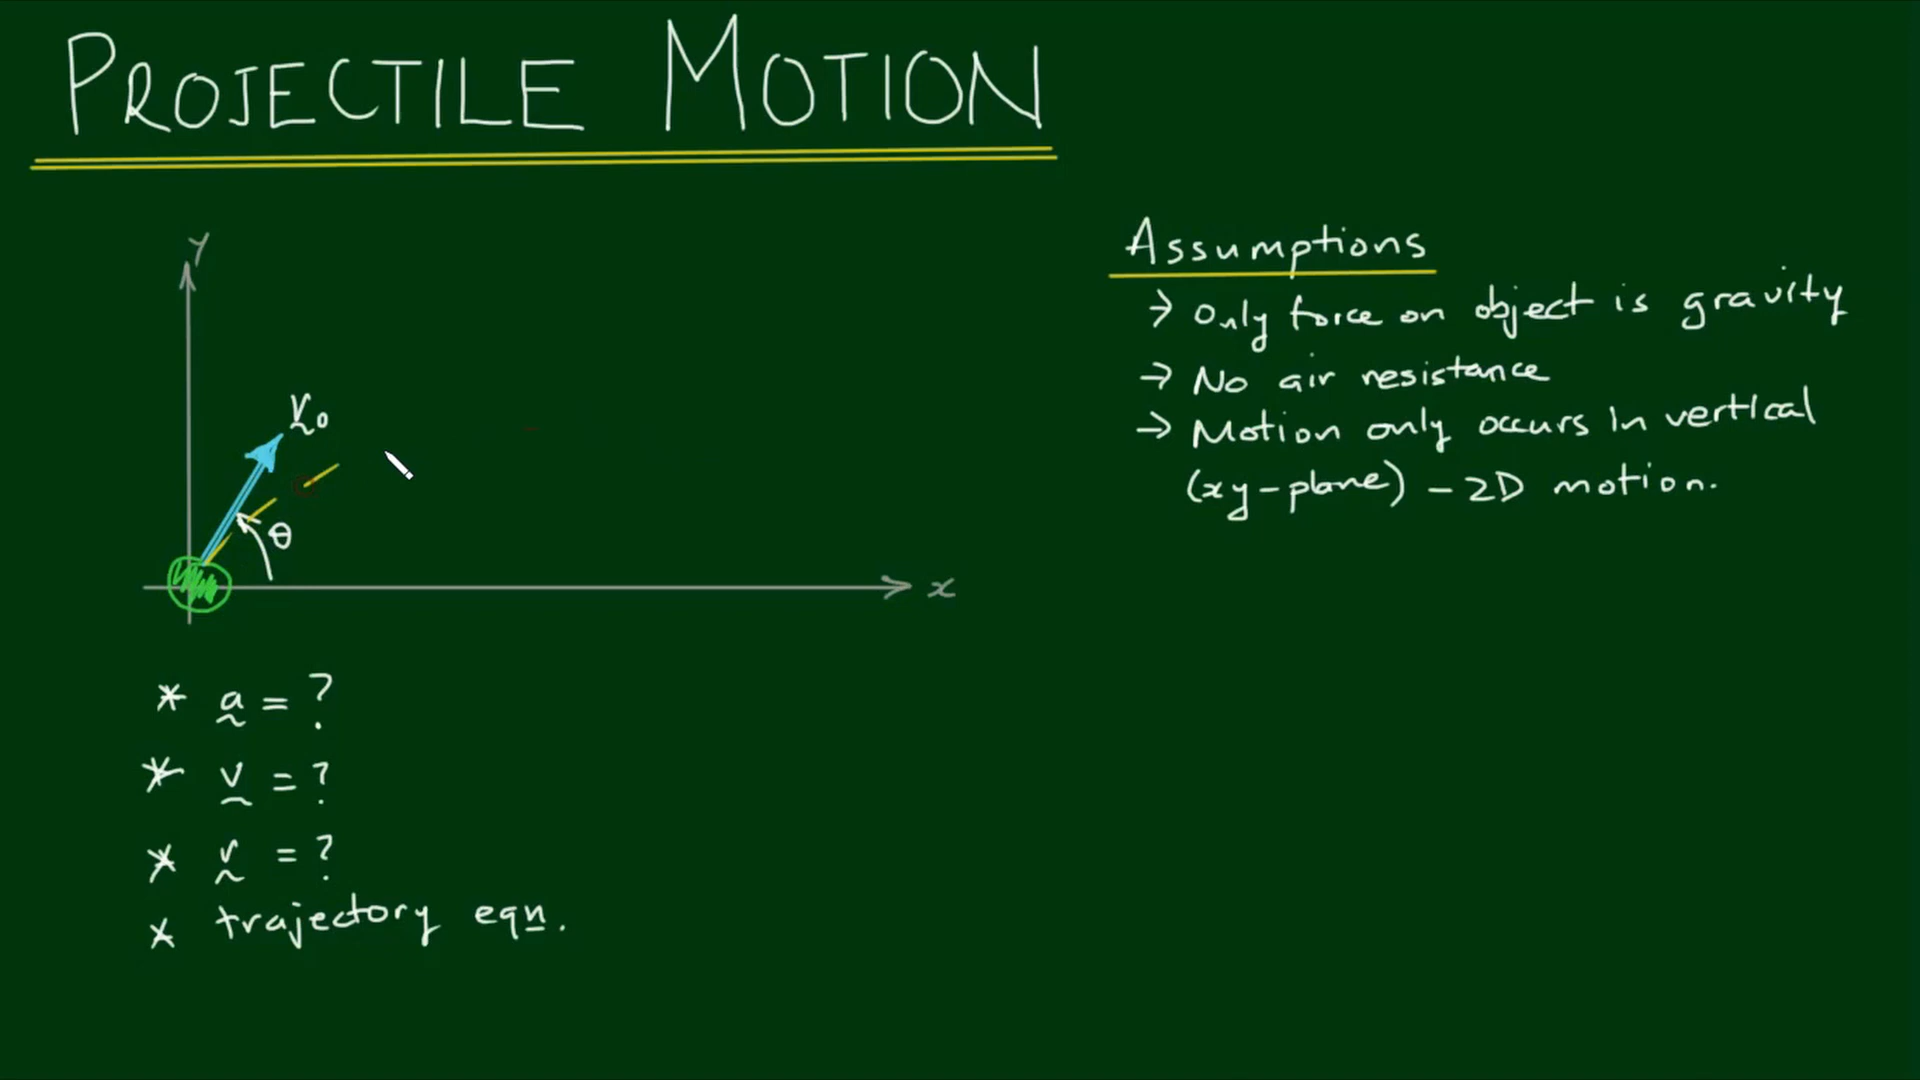 PROJECTILE MOTION
y
Assumptions
→ Only force on object is gravity
→ No air resistance
v₀
→ Motion only occurs in vertical
(xy-plane) - 2D motion.
θ
x
* a = ?
* v = ?
* r = ?
* trajectory eqn.